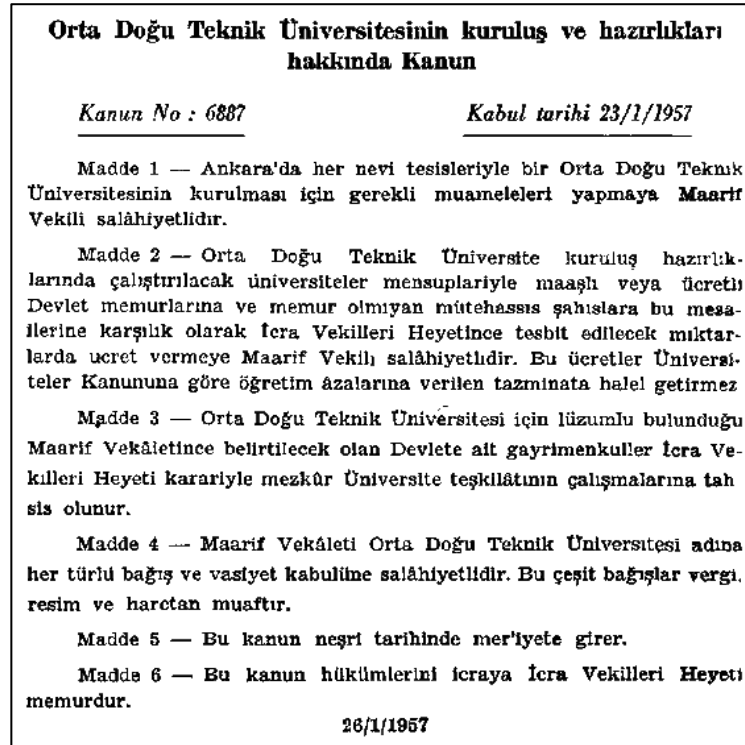 Orta Doğu Teknik Üniversitesinin kuruluş ve hazırlıkları
hakkında Kanun
Kanun No : 6887 Kabul tarihi 23/1/1957
Madde 1 — Ankara'da her nevi tesisleriyle bir Orta Doğu Teknik
Üniversitesinin kurulması için gerekli muameleleri yapmaya Maarif
Vekili salâhiyetlidir.
Madde 2 — Orta Doğu Teknik Üniversite kuruluş hazırlık-
larında çalıştırılacak üniversiteler mensuplariyle maaşlı veya ücretli
Devlet memurlarına ve memur olmıyan mütehassıs şahıslara bu mesa-
ilerine karşılık olarak İcra Vekilleri Heyetince tesbit edilecek miktar-
larda ucret vermeye Maarif Vekili salâhiyetlidir. Bu ücretler Üniversi-
teler Kanununa göre öğretim âzalarına verilen tazminata halel getirmez
Madde 3 — Orta Doğu Teknik Üniversitesi için lüzumlu bulunduğu
Maarif Vekâletince belirtilecek olan Devlete ait gayrimenkuller İcra Ve-
killeri Heyeti karariyle mezkûr Üniversite teşkilâtının çalışmalarına tah
sis olunur.
Madde 4 — Maarif Vekâleti Orta Doğu Teknik Üniversitesi adına
her türlü bağış ve vasiyet kabulüne salâhiyetlidir. Bu çeşit bağışlar vergi,
resim ve harctan muaftır.
Madde 5 — Bu kanun neşri tarihinde mer'iyete girer.
Madde 6 — Bu kanun hükümlerini icraya İcra Vekilleri Heyeti
memurdur.
26/1/1957